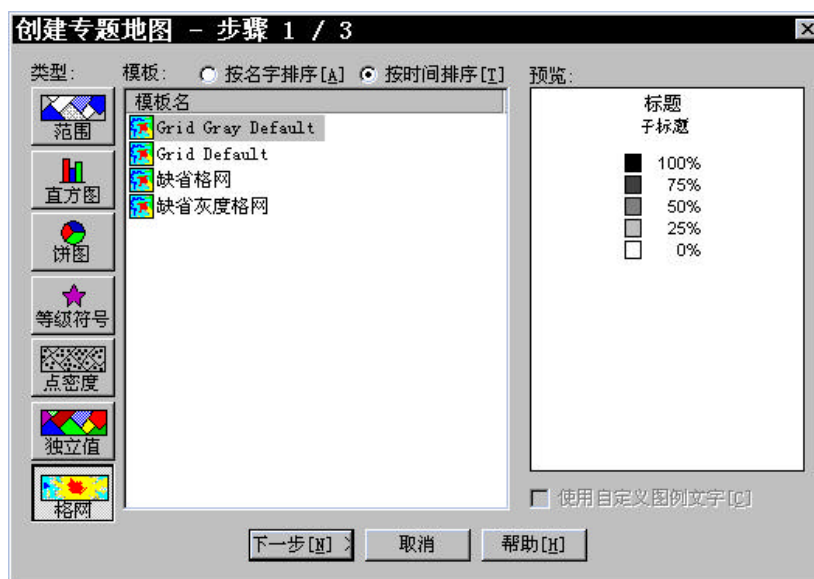 创建专题地图 - 步骤 1 / 3
类型:
模板: 按名字排序[A] 按时间排序[T]
预览:
范围
直方图
饼图
等级符号
点密度
独立值
格网
模板名
Grid Gray Default
Grid Default
缺省格网
缺省灰度格网
标题
子标题
100%
75%
50%
25%
0%
使用自定义图例文字[C]
下一步[N] >
取消
帮助[H]